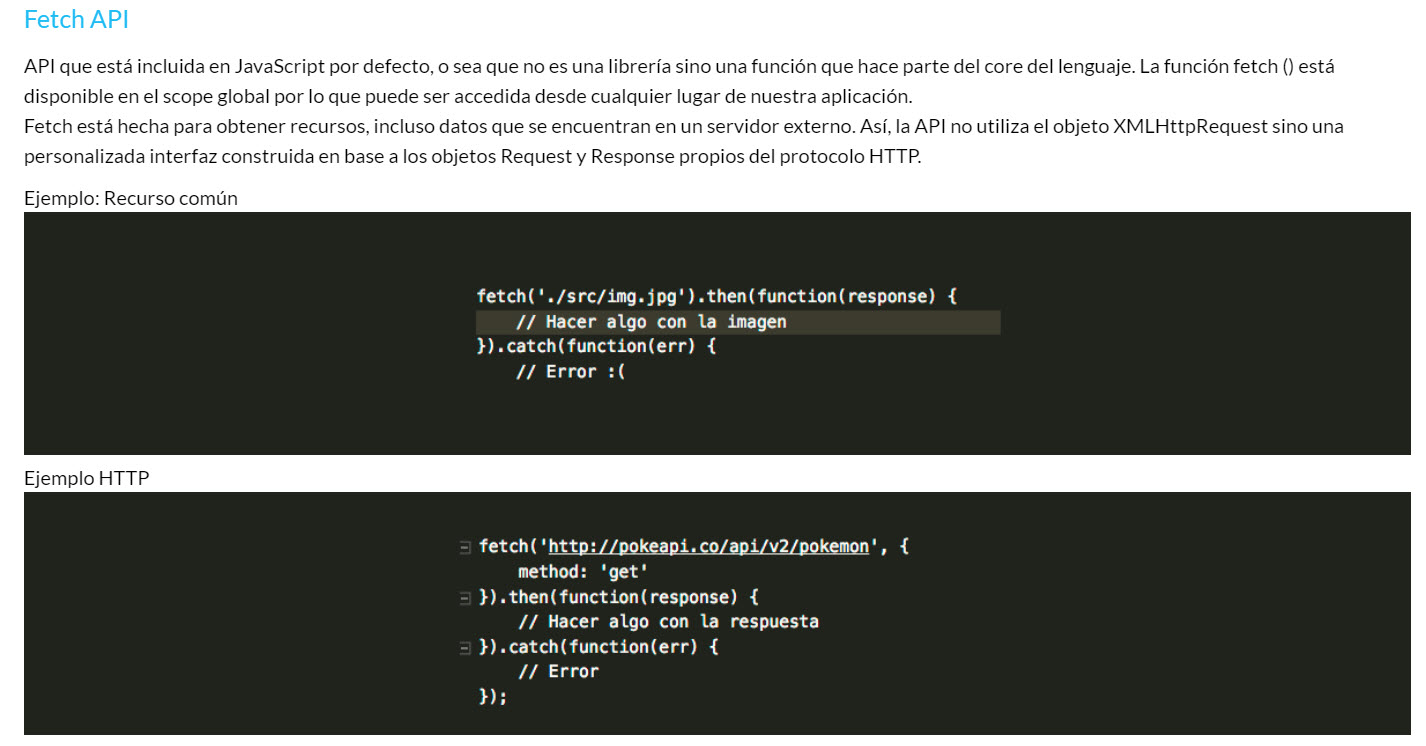 Fetch API
API que está incluida en JavaScript por defecto, o sea que no es una librería sino una función que hace parte del core del lenguaje. La función fetch () está
disponible en el scope global por lo que puede ser accedida desde cualquier lugar de nuestra aplicación.
Fetch está hecha para obtener recursos, incluso datos que se encuentran en un servidor externo. Así, la API no utiliza el objeto XMLHttpRequest sino una
personalizada interfaz construida en base a los objetos Request y Response propios del protocolo HTTP.
Ejemplo: Recurso común
fetch('./src/img.jpg').then(function(response) {
    // Hacer algo con la imagen
}).catch(function(err) {
    // Error :(
Ejemplo HTTP
fetch('http://pokeapi.co/api/v2/pokemon', {
    method: 'get'
}).then(function(response) {
    // Hacer algo con la respuesta
}).catch(function(err) {
    // Error
});